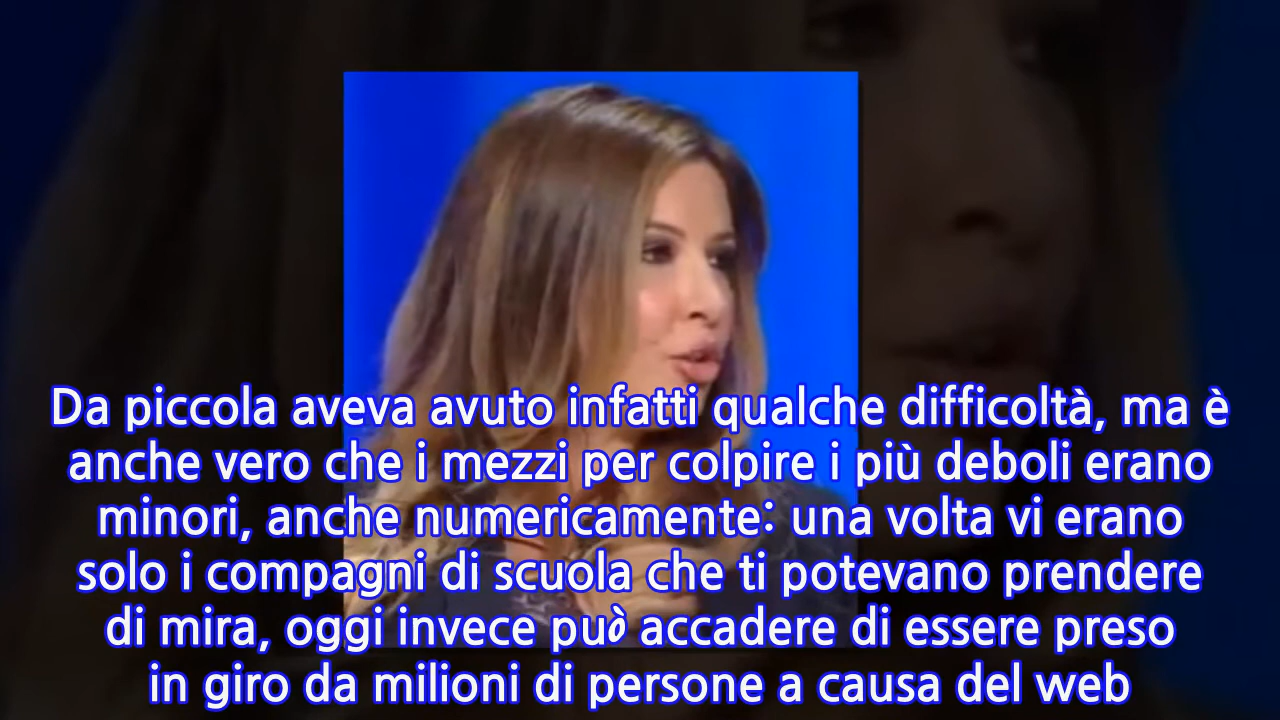 Da piccola aveva avuto infatti qualche difficoltà, ma è
anche vero che i mezzi per colpire i più deboli erano
minori, anche numericamente: una volta vi erano
solo i compagni di scuola che ti potevano prendere
di mira, oggi invece può accadere di essere preso
in giro da milioni di persone a causa del web